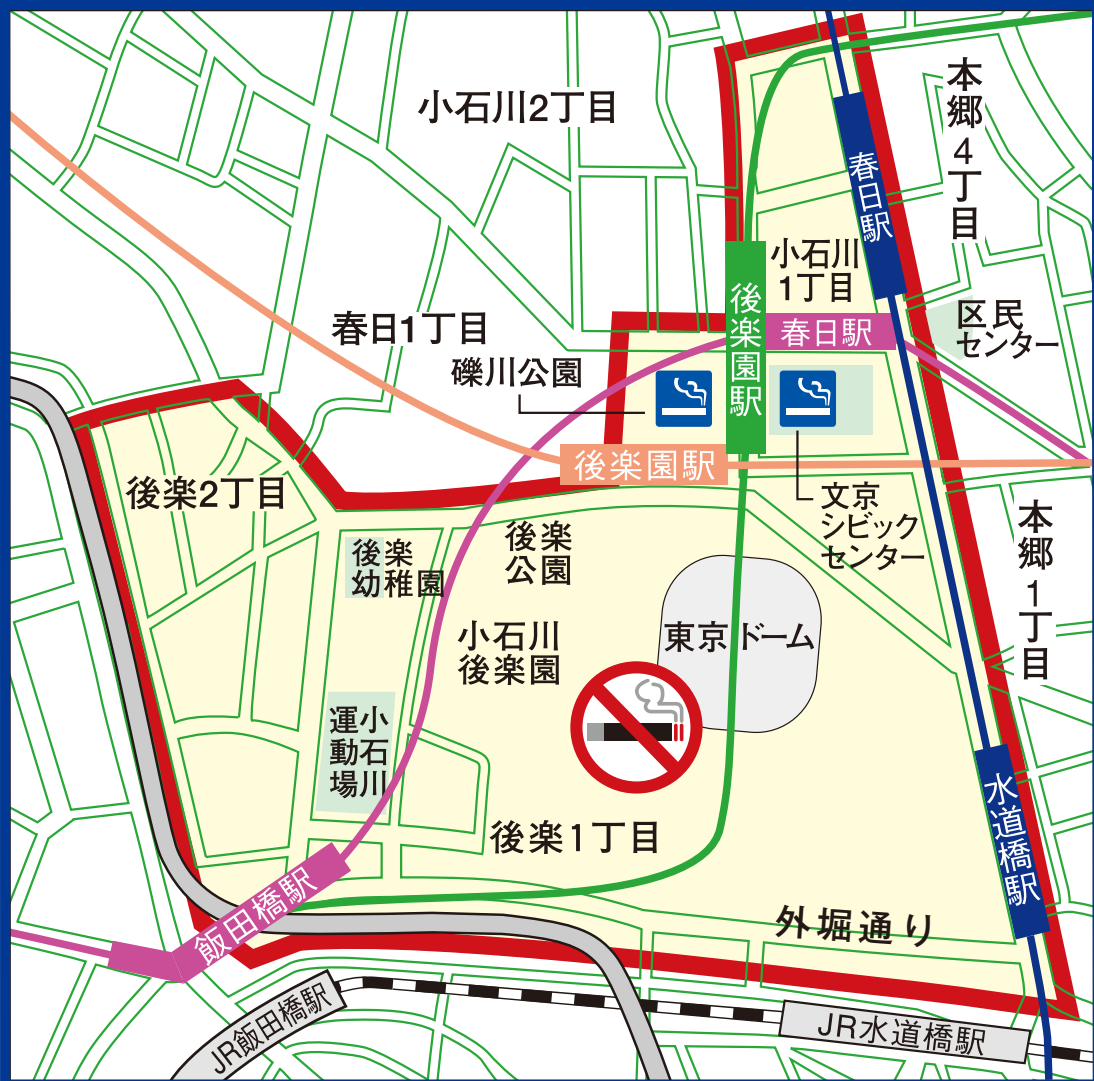 小石川2丁目
本郷4丁目
春日駅
小石川
1丁目
後楽園駅
春日駅
区民
センター
春日1丁目
礫川公園
後楽園駅
後楽2丁目
文京
シビック
センター
本郷1丁目
後楽
幼稚園
後楽
公園
小石川
後楽園
東京ドーム
小石川
運動場
水道橋駅
後楽1丁目
飯田橋駅
外堀通り
JR飯田橋駅
JR水道橋駅